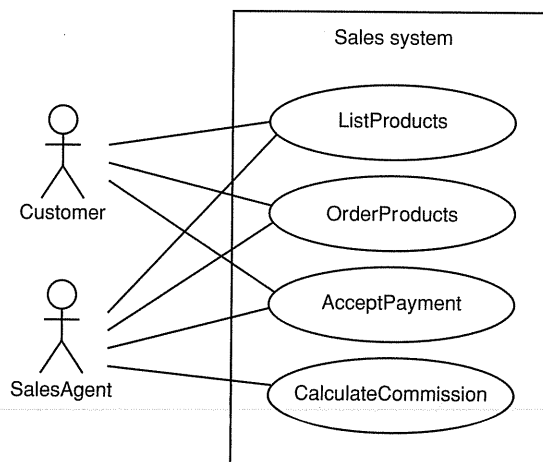 Sales system
ListProducts
Customer
OrderProducts
AcceptPayment
SalesAgent
CalculateCommission